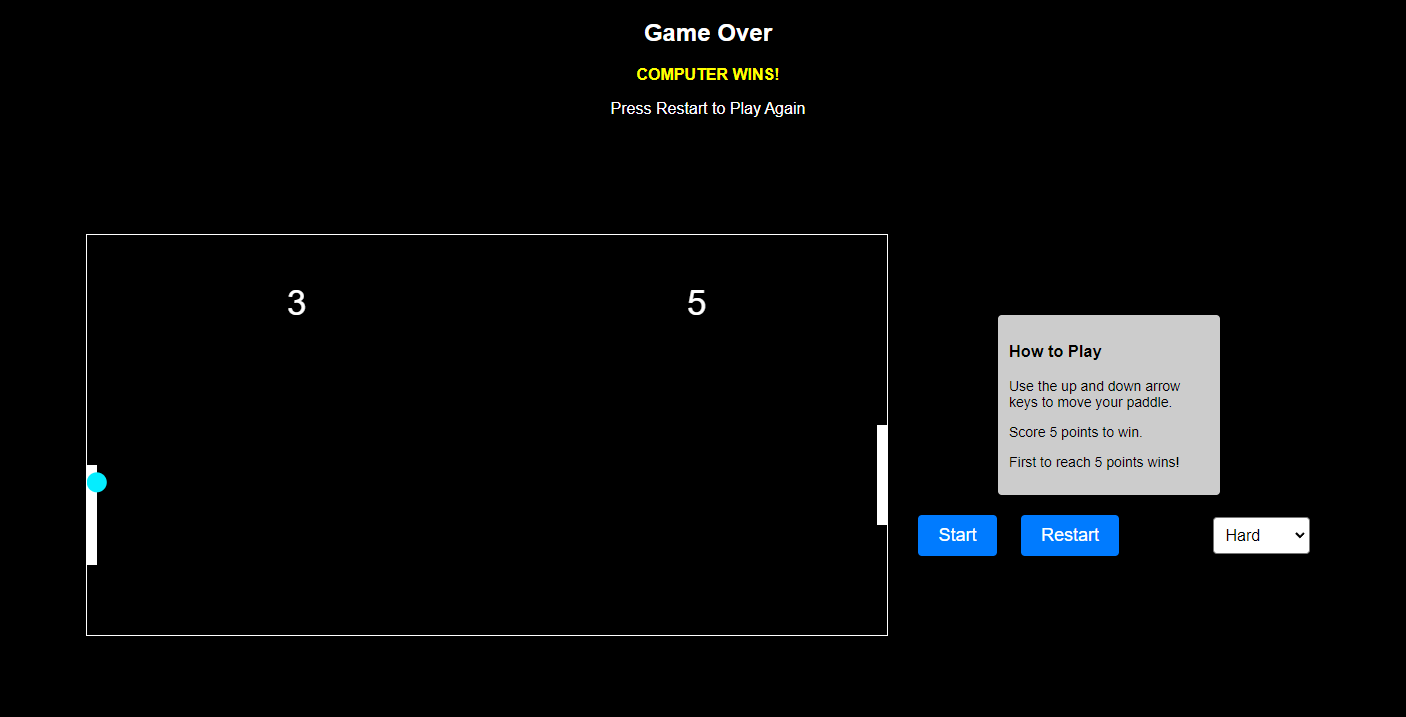 Game Over
COMPUTER WINS!
Press Restart to Play Again
3
5
How to Play
Use the up and down arrow
keys to move your paddle.
Score 5 points to win.
First to reach 5 points wins!
Start
Restart
Hard